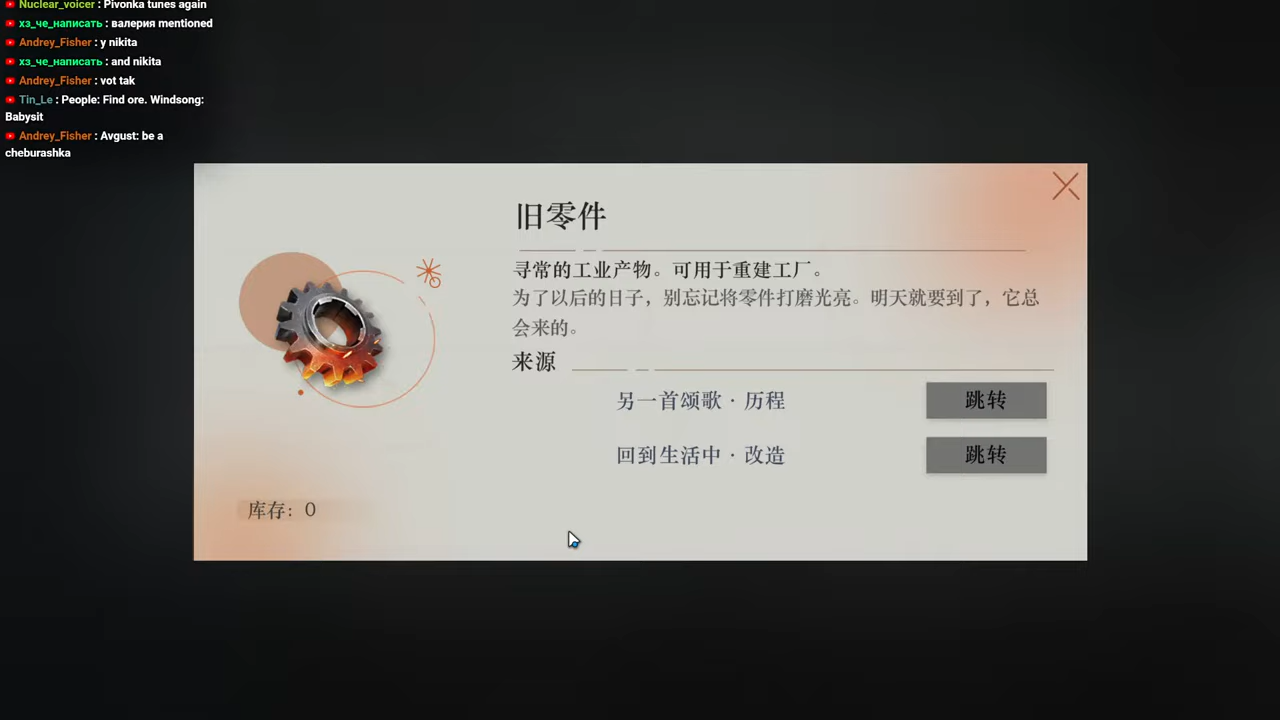 Nuclear_voicer : Pivonka tunes again
хз_че_написать : валерия mentioned
Andrey_Fisher : y nikita
хз_че_написать : and nikita
Andrey_Fisher : vot tak
Tin_Le : People: Find ore. Windsong:
Babysit
Andrey_Fisher : Avgust: be a
cheburashka
旧零件
寻常的工业产物。可用于重建工厂。
为了以后的日子，别忘记将零件打磨光亮。明天就要到了，它总
会来的。
来源
另一首颂歌 · 历程
跳转
回到生活中 · 改造
跳转
库存：0